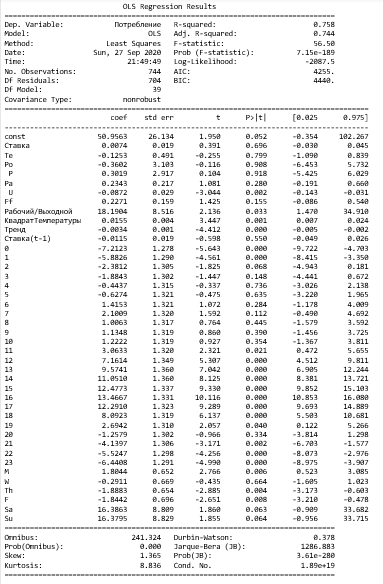 OLS Regression Results
Dep. Variable: Потребление R-squared: 0.758
Model: OLS Adj. R-squared: 0.744
Method: Least Squares F-statistic: 56.50
Date: Sun, 27 Sep 2020 Prob (F-statistic): 7.15e-189
Time: 21:49:49 Log-Likelihood: -2087.5
No. Observations: 744 AIC: 4255.
Df Residuals: 704 BIC: 4440.
Df Model: 39
Covariance Type: nonrobust
coef std err t P>|t| [0.025 0.975]
const 50.9563 26.134 1.950 0.052 -0.354 102.267
Ставка 0.0074 0.019 0.391 0.696 -0.030 0.045
Te -0.1253 0.491 -0.255 0.799 -1.090 0.839
Po -0.3602 3.103 -0.116 0.908 -6.453 5.732
P 0.3019 2.917 0.104 0.918 -5.425 6.029
Pa 0.2343 0.217 1.081 0.280 -0.191 0.660
U -0.0872 0.029 -3.044 0.002 -0.143 -0.031
Ff 0.2271 0.159 1.425 0.155 -0.086 0.540
Рабочий/Выходной 18.1904 8.516 2.136 0.033 1.470 34.910
КвадратТемпературы 0.0155 0.004 3.447 0.001 0.007 0.024
Тренд -0.0034 0.001 -4.412 0.000 -0.005 -0.002
Ставка(t-1) -0.0115 0.019 -0.598 0.550 -0.049 0.026
0 -7.2123 1.278 -5.643 0.000 -9.722 -4.703
1 -5.8826 1.290 -4.561 0.000 -8.415 -3.350
2 -2.3812 1.305 -1.825 0.068 -4.943 0.181
3 -1.8843 1.302 -1.447 0.148 -4.441 0.672
4 -0.4437 1.315 -0.337 0.736 -3.026 2.138
5 -0.6274 1.321 -0.475 0.635 -3.220 1.965
6 1.4153 1.321 1.072 0.284 -1.178 4.009
7 2.1009 1.320 1.592 0.112 -0.490 4.692
8 1.0063 1.317 0.764 0.445 -1.579 3.592
9 1.1348 1.319 0.860 0.390 -1.456 3.725
10 1.2222 1.319 0.927 0.354 -1.367 3.811
11 3.0632 1.320 2.321 0.021 0.472 5.655
12 7.1614 1.349 5.307 0.000 4.512 9.811
13 9.5741 1.360 7.042 0.000 6.905 12.244
14 11.0510 1.360 8.125 0.000 8.381 13.721
15 12.4773 1.337 9.330 0.000 9.852 15.103
16 13.4667 1.331 10.116 0.000 10.853 16.080
17 12.2910 1.323 9.289 0.000 9.693 14.889
18 8.0923 1.319 6.137 0.000 5.503 10.681
19 2.6942 1.310 2.057 0.040 0.122 5.266
20 -1.2579 1.302 -0.966 0.334 -3.814 1.298
21 -4.1397 1.306 -3.171 0.002 -6.703 -1.577
22 -5.5247 1.298 -4.256 0.000 -8.073 -2.976
23 -6.4408 1.291 -4.990 0.000 -8.975 -3.907
M 1.8044 0.652 2.766 0.006 0.523 3.085
W -0.2911 0.669 -0.435 0.664 -1.605 1.023
Th -1.8883 0.654 -2.885 0.004 -3.173 -0.603
F -1.8442 0.696 -2.651 0.008 -3.210 -0.478
Sa 16.3863 8.809 1.860 0.063 -0.909 33.682
Su 16.3795 8.829 1.855 0.064 -0.956 33.715
Omnibus: 241.324 Durbin-Watson: 0.378
Prob(Omnibus): 0.000 Jarque-Bera (JB): 1286.883
Skew: 1.365 Prob(JB): 3.61e-280
Kurtosis: 8.836 Cond. No. 1.89e+19